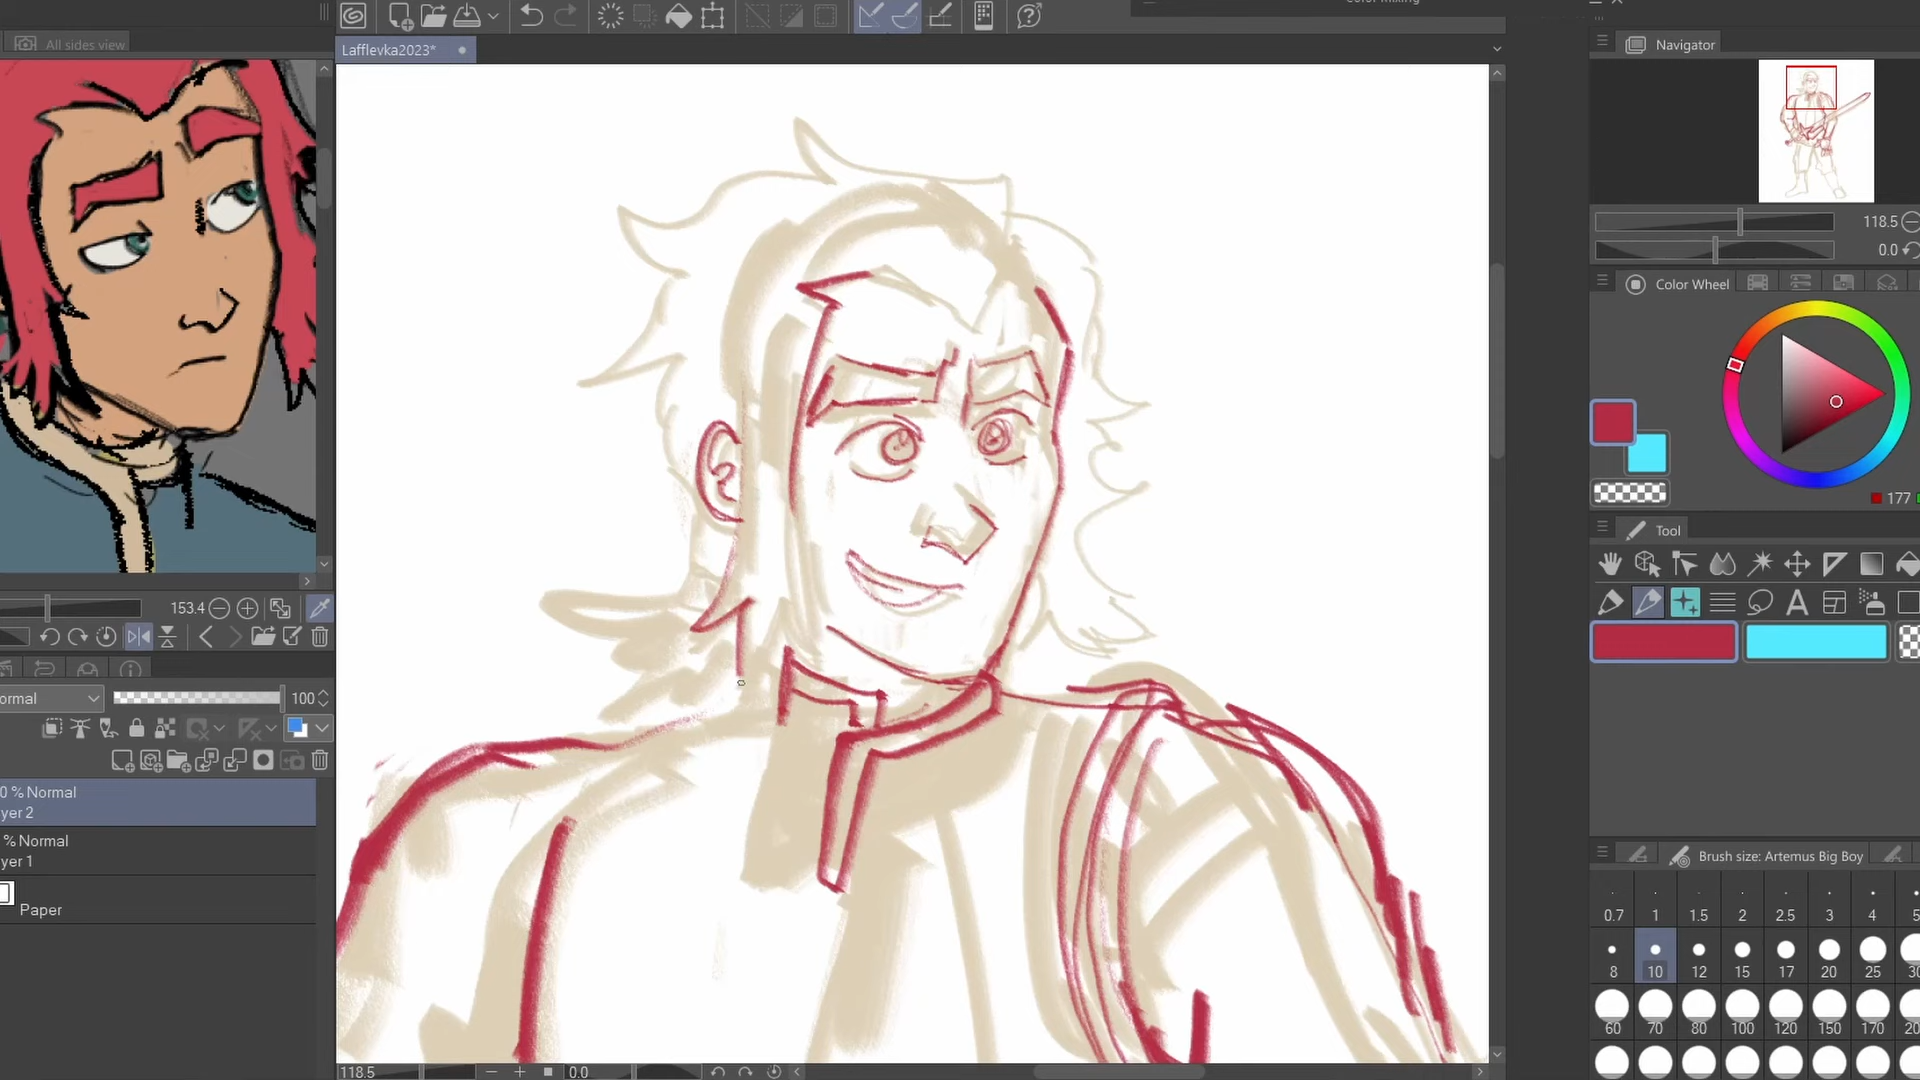 All sides view
Lafflevka2023*
Navigator
118.5
0.0
Color Wheel
177
Tool
153.4
ormal
100
0 % Normal
yer 2
% Normal
yer 1
Paper
Brush size: Artemus Big Boy
0.7 1 1.5 2 2.5 3 4 5
8 10 12 15 17 20 25 30
60 70 80 100 120 150 170 20
118.5
0.0